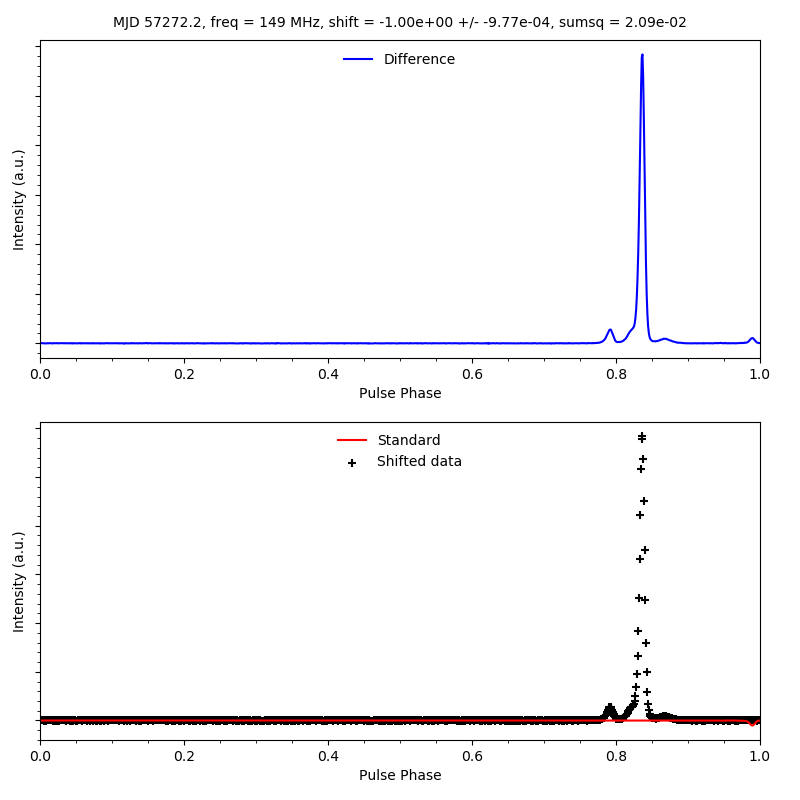 MJD 57272.2, freq = 149 MHz, shift = -1.00e+00 +/- -9.77e-04, sumsq = 2.09e-02
Difference
Intensity (a.u.)
0.0 0.2 0.4 0.6 0.8 1.0
Pulse Phase
Standard
Shifted data
Intensity (a.u.)
0.0 0.2 0.4 0.6 0.8 1.0
Pulse Phase